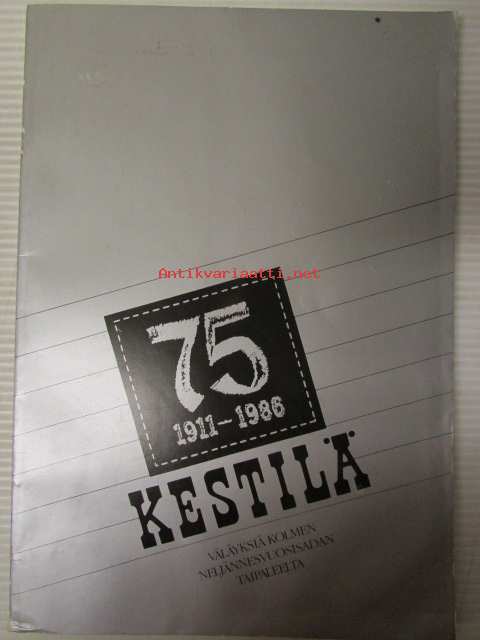 Antikvariaatti.net
75
1911-1986
KESTILÄ
VÄLÄYKSIÄ KOLMEN
NELJÄNNESVUOSISADAN
TAIPALEELTA